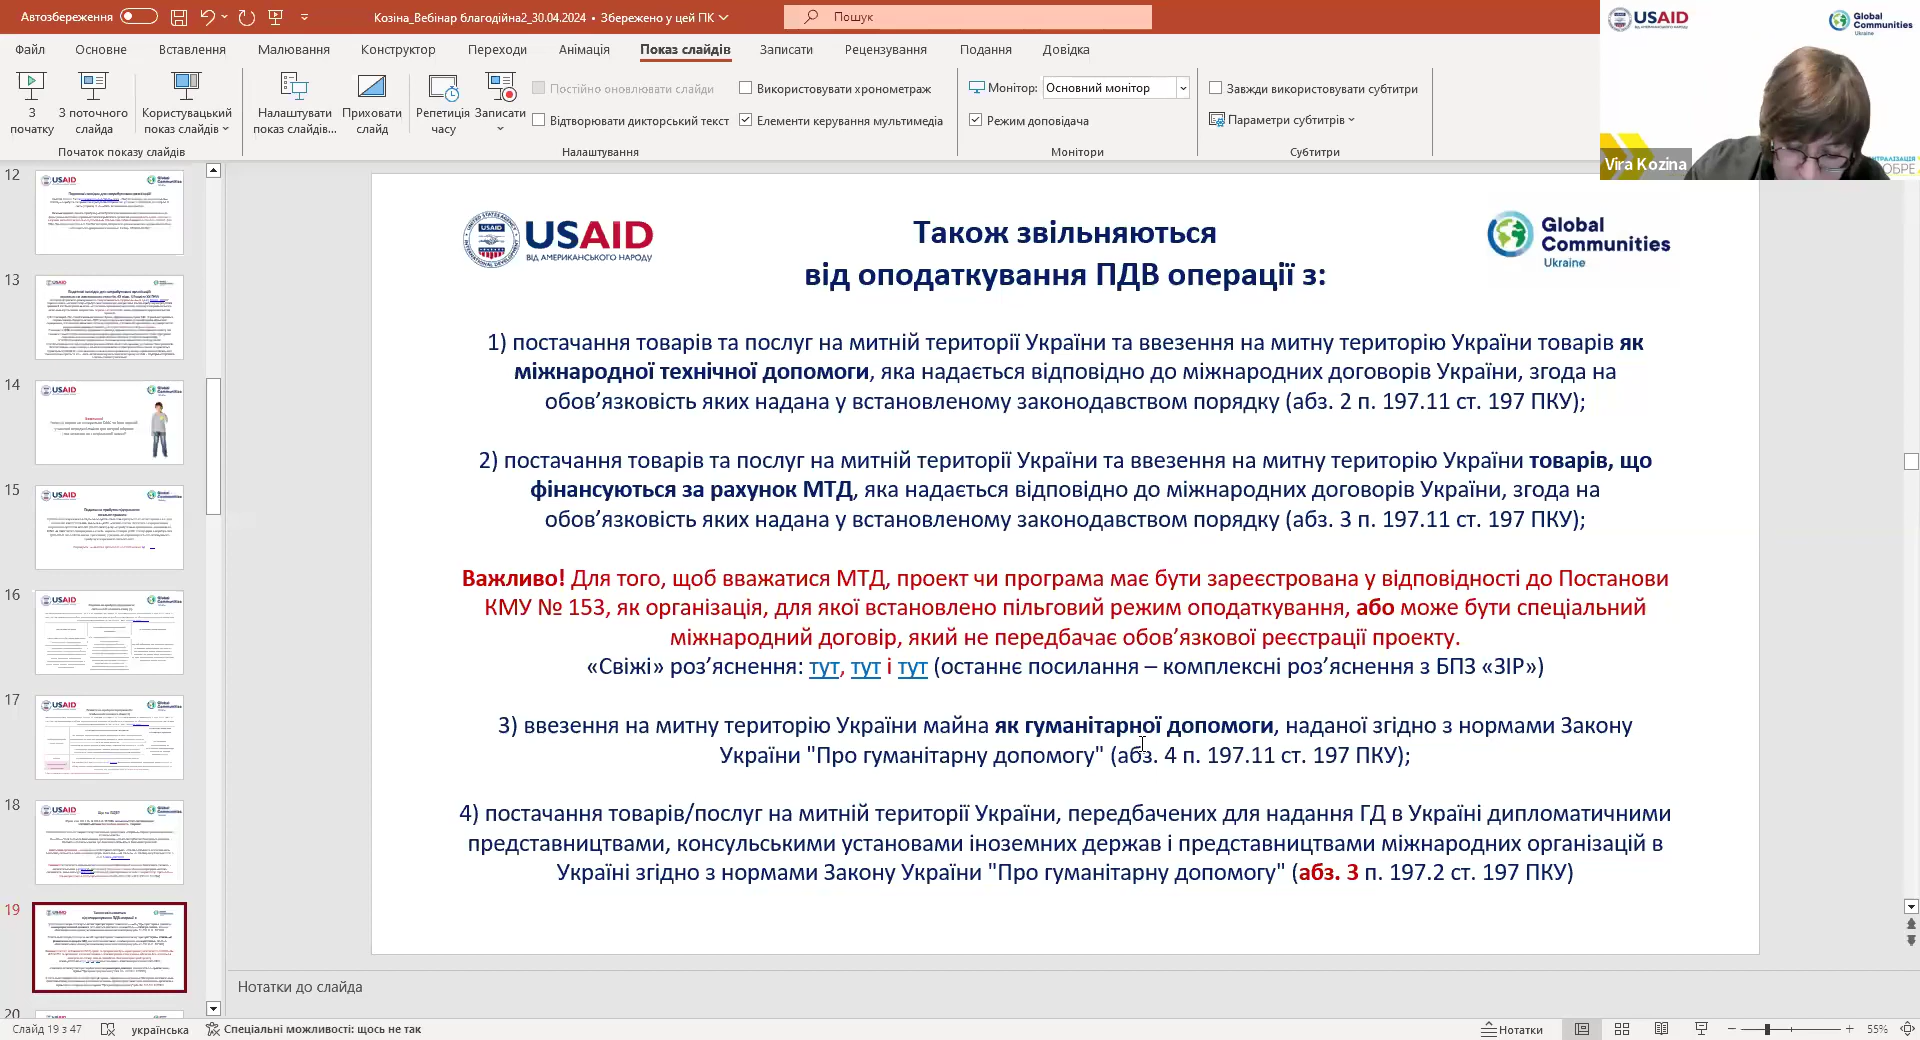 Автозбереження
Козіна_Вебінар благодійна2_30.04.2024 • Збережено у цей ПК
Пошук
Файл
Основне
Вставлення
Малювання
Конструктор
Переходи
Анімація
Показ слайдів
Записати
Рецензування
Подання
Довідка
З початку
З поточного слайда
Користувацький показ слайдів
Початок показу слайдів
Налаштувати показ слайдів...
Приховати слайд
Репетиція часу
Записати
Постійно оновлювати слайди
Відтворювати дикторський текст
Використовувати хронометраж
Елементи керування мультимедіа
Налаштування
Монітор:
Основний монітор
Режим доповідача
Монітори
Завжди використовувати субтитри
Параметри субтитрів
Субтитри
USAID
Global Communities
Ukraine
Vira Kozina
12
13
14
15
16
17
18
19
20
USAID
ВІД АМЕРИКАНСЬКОГО НАРОДУ
Також звільняються
від оподаткування ПДВ операції з:
Global
Communities
Ukraine
1) постачання товарів та послуг на митній території України та ввезення на митну територію України товарів як
міжнародної технічної допомоги, яка надається відповідно до міжнародних договорів України, згода на
обов’язковість яких надана у встановленому законодавством порядку (абз. 2 п. 197.11 ст. 197 ПКУ);
2) постачання товарів та послуг на митній території України та ввезення на митну територію України товарів, що
фінансуються за рахунок МТД, яка надається відповідно до міжнародних договорів України, згода на
обов’язковість яких надана у встановленому законодавством порядку (абз. 3 п. 197.11 ст. 197 ПКУ);
Важливо! Для того, щоб вважатися МТД, проект чи програма має бути зареєстрована у відповідності до Постанови
КМУ № 153, як організація, для якої встановлено пільговий режим оподаткування, або може бути спеціальний
міжнародний договір, який не передбачає обов’язкової реєстрації проекту.
«Свіжі» роз’яснення: тут, тут і тут (останнє посилання – комплексні роз’яснення з БПЗ «ЗІР»)
3) ввезення на митну територію України майна як гуманітарної допомоги, наданої згідно з нормами Закону
України "Про гуманітарну допомогу" (абз. 4 п. 197.11 ст. 197 ПКУ);
4) постачання товарів/послуг на митній території України, передбачених для надання ГД в Україні дипломатичними
представництвами, консульськими установами іноземних держав і представництвами міжнародних організацій в
Україні згідно з нормами Закону України "Про гуманітарну допомогу" (абз. 3 п. 197.2 ст. 197 ПКУ)
Нотатки до слайда
Слайд 19 з 47
українська
Спеціальні можливості: щось не так
Нотатки
55%